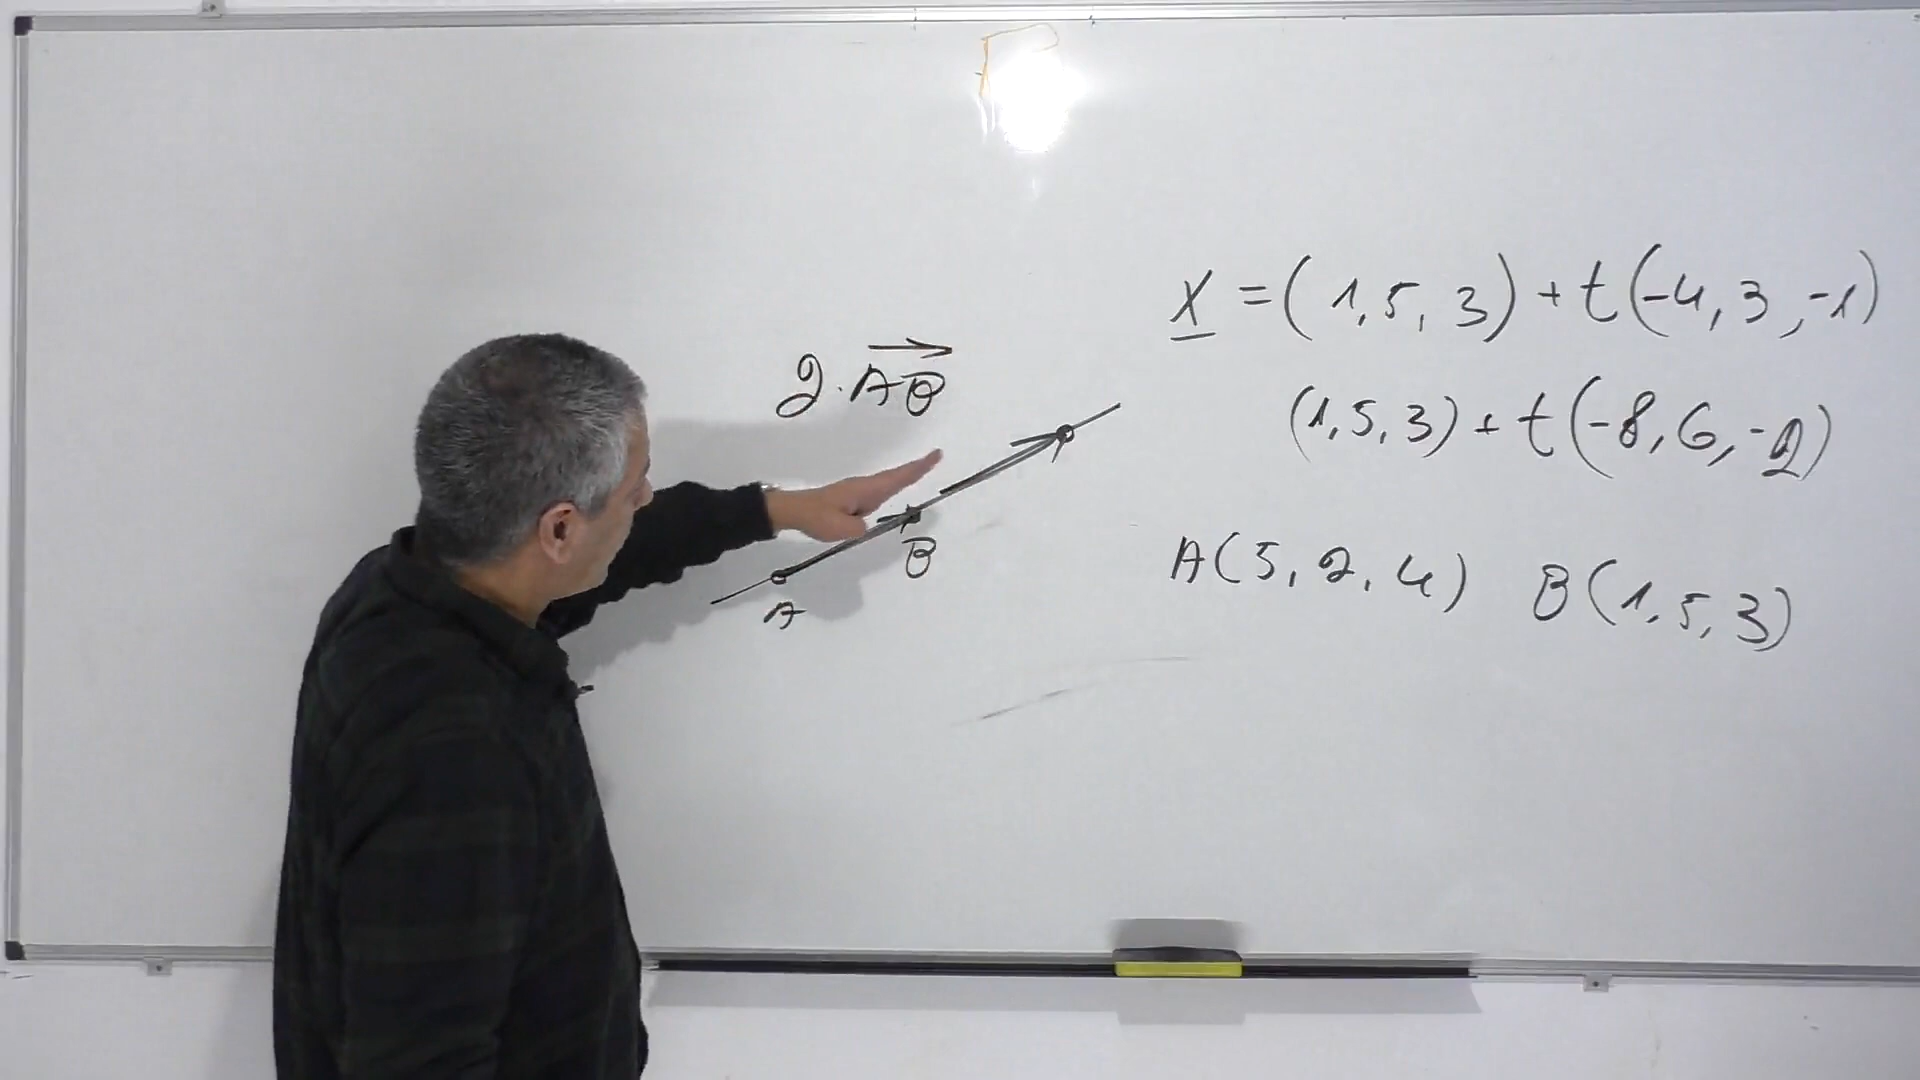 2·AB
B
A
X = (1, 5, 3) + t(-4, 3, -1)
(1, 5, 3) + t(-8, 6, -2)
A(5, 2, 4) B(1, 5, 3)